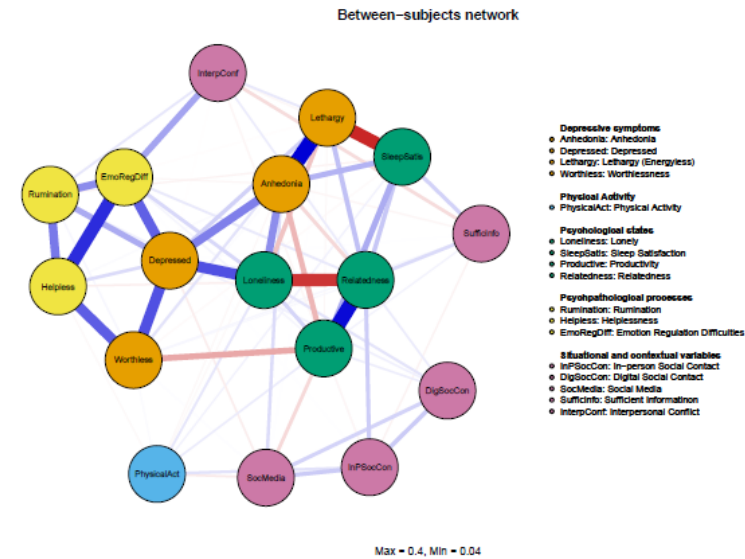 Between-subjects network
InterpConf
Lethargy
SleepSatis
EmoRegDiff
Rumination
Anhedonia
SufficInfo
Depressed
Helpless
Loneliness
Relatedness
Productive
Worthless
DigSocCon
PhysicalAct
SocMedia
InPSocCon
Depressive symptoms
Anhedonia: Anhedonia
Depressed: Depressed
Lethargy: Lethargy (Energyless)
Worthless: Worthlessness
Physical Activity
PhysicalAct: Physical Activity
Psychological states
Loneliness: Lonely
SleepSatis: Sleep Satisfaction
Productive: Productivity
Relatedness: Relatedness
Psychpathological processes
Rumination: Rumination
Helpless: Helplessness
EmoRegDiff: Emotion Regulation Difficulties
Situational and contextual variables
InPSocCon: In-person Social Contact
DigSocCon: Digital Social Contact
SocMedia: Social Media
SufficInfo: Sufficient Informatinon
InterpConf: Interpersonal Conflict
Max = 0.4, Min = 0.04